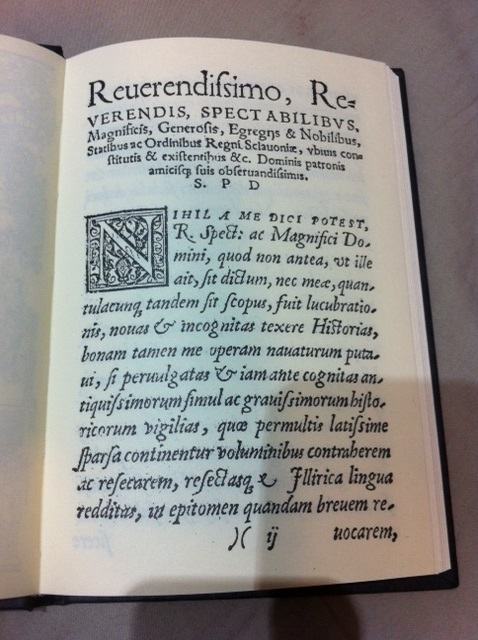 Reuerendiſsimo, Re=
VERENDIS, SPECTABILIBVS,
Magnificis, Generoſis, Egregijs & Nobilibus,
Statibus ac Ordinibus Regni Sclauoniæ, vbiuis con=
ſtitutis & exiſtentibus &c. Dominis patronis
amiciſq; ſuis obſeruandiſsimis.
S. P D
NIHIL A ME DICI POTEST,
R. Spect: ac Magnifici Do-
mini, quod non antea, vt ille
ait, ſit dictum, nec meæ, quan-
tulacunq; tandem ſit ſcopus, fuit lucubratio-
nis, nouas & incognitas texere Hiſtorias,
bonam tamen me operam nauaturum puta-
ui, ſi peruulgatas & iam ante cognitas an-
tiquiſsimorum ſimul ac grauiſsimorum hiſto-
ricorum vigilias, quæ permultis latiſsime
ſparſa continentur voluminibus contraherem
ac reſecarem, reſectasq; & Illirica lingua
redditas, in epitomen quandam breuem re-
)( ij uocarem,